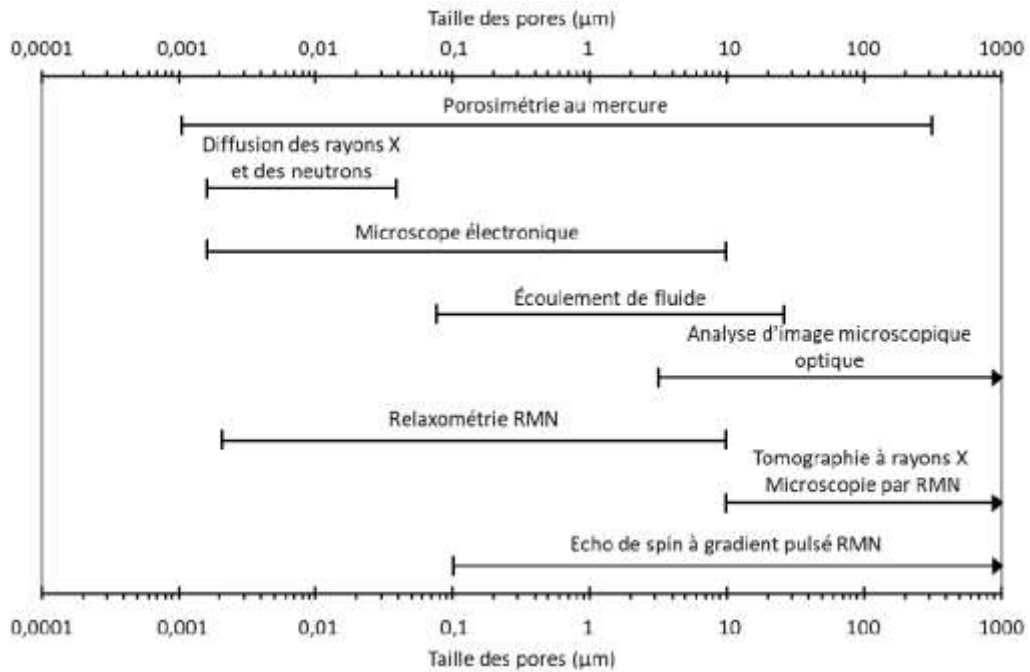 Taille des pores (µm)
0,0001 0,001 0,01 0,1 1 10 100 1000
Porosimétrie au mercure
Diffusion des rayons X
et des neutrons
Microscope électronique
Écoulement de fluide
Analyse d'image microscopique
optique
Relaxométrie RMN
Tomographie à rayons X
Microscopie par RMN
Echo de spin à gradient pulsé RMN
0,0001 0,001 0,01 0,1 1 10 100 1000
Taille des pores (µm)